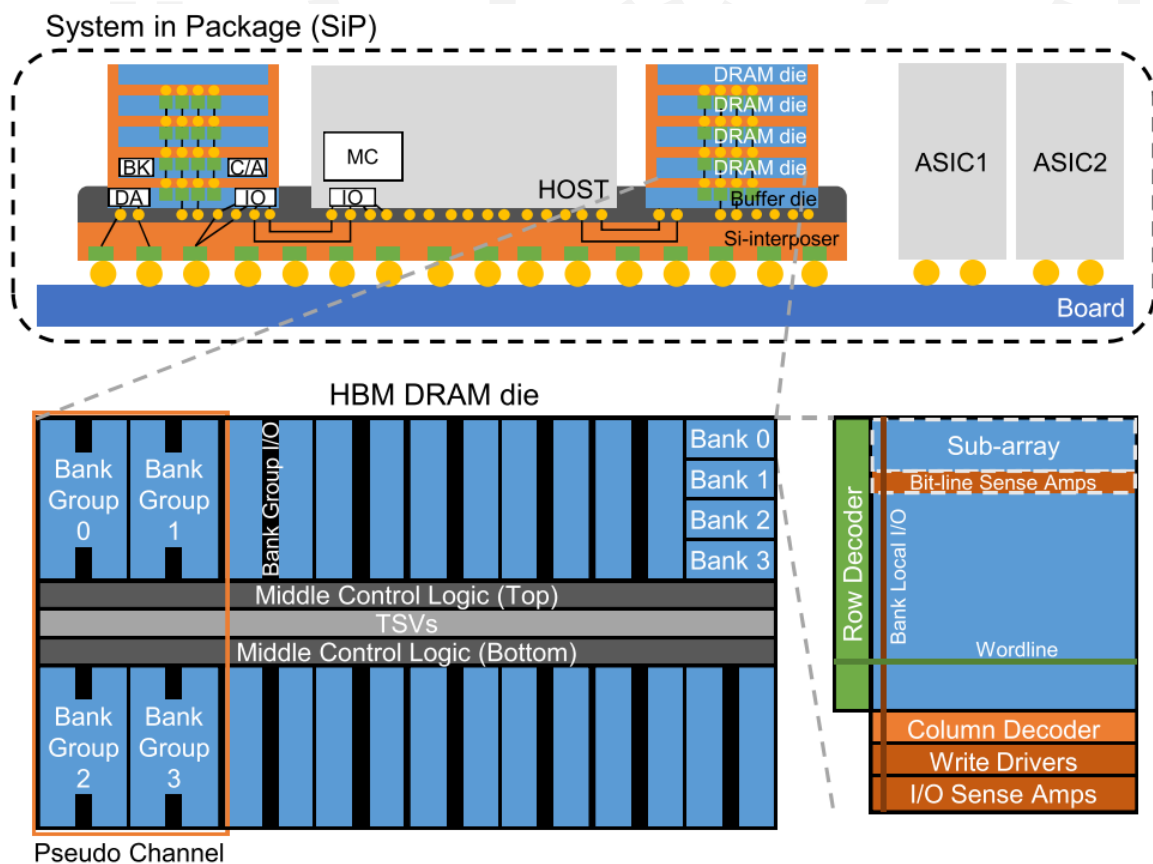 System in Package (SiP)
DRAM die
DRAM die
DRAM die
DRAM die
BK
C/A
MC
ASIC1
ASIC2
DA
IO
IO
HOST
Buffer die
Si-interposer
Board
HBM DRAM die
Bank Group 0
Bank Group 1
Bank Group I/O
Bank 0
Bank 1
Bank 2
Bank 3
Middle Control Logic (Top)
TSVs
Middle Control Logic (Bottom)
Bank Group 2
Bank Group 3
Pseudo Channel
Row Decoder
Sub-array
Bit-line Sense Amps
Bank Local I/O
Wordline
Column Decoder
Write Drivers
I/O Sense Amps